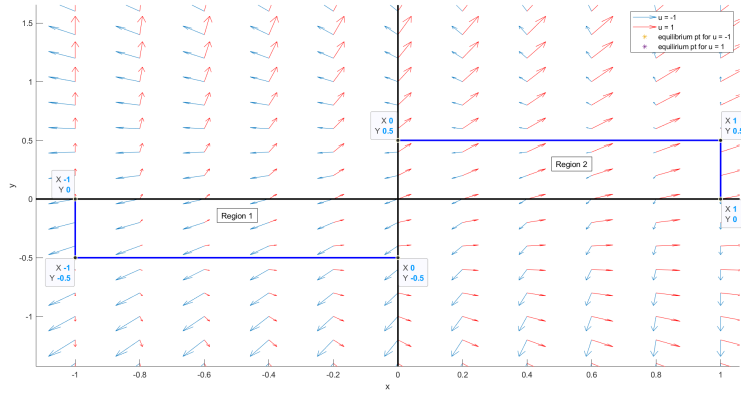 u = -1
u = 1
equilibrium pt for u = -1
equilirium pt for u = 1
1.5
X 0
Y 0.5
X 1
Y 0.5
0.5
Region 2
X -1
Y 0
y
0
Region 1
X 1
Y 0
-0.5
X -1
Y -0.5
X 0
Y -0.5
-1
-1
-0.8
-0.6
-0.4
-0.2
0
0.2
0.4
0.6
0.8
1
x